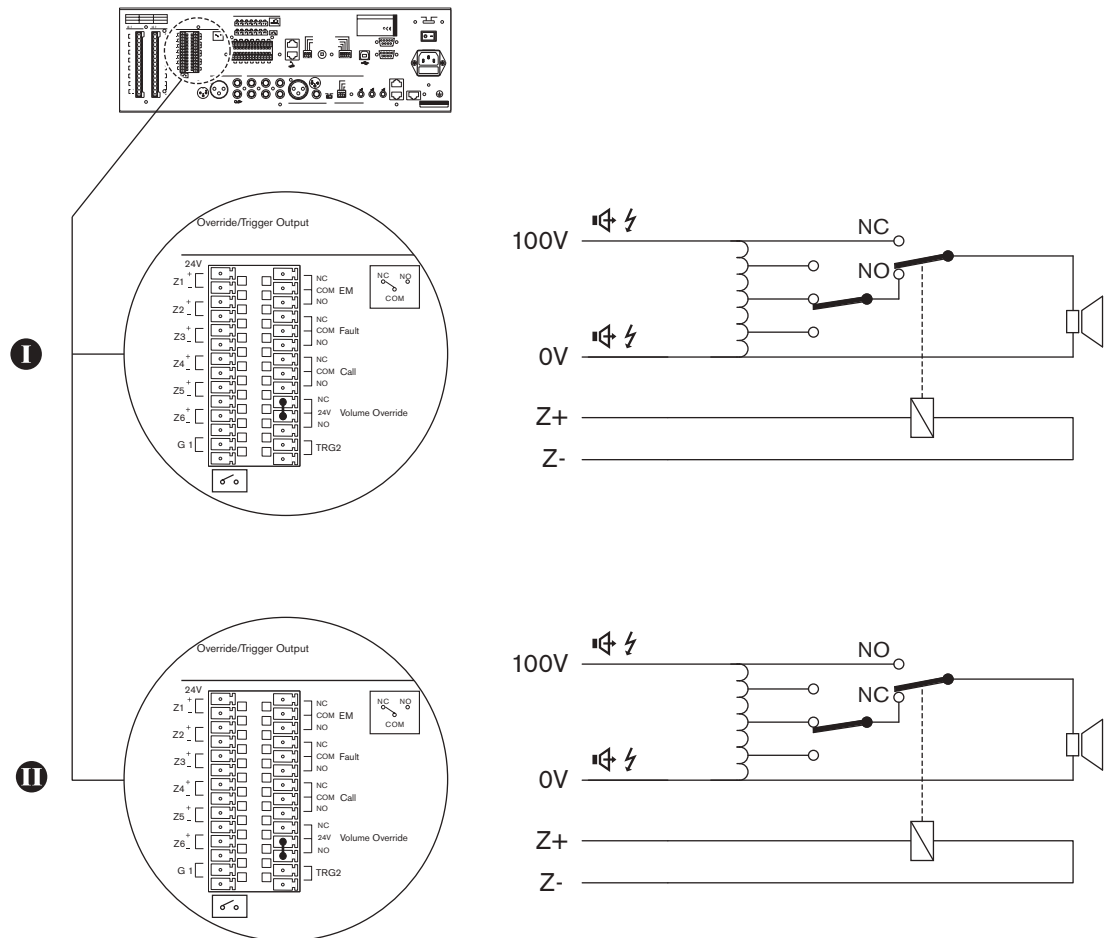 I
Override/Trigger Output
24V
Z1 + -
Z2 + -
Z3 + -
Z4 + -
Z5 + -
Z6 + -
G 1
NC
COM EM
NO
NC
COM Fault
NO
NC
COM Call
NO
NC
24V Volume Override
NO
TRG2
NC NO
COM
100V
NC
NO
0V
Z+
Z-
II
Override/Trigger Output
24V
Z1 + -
Z2 + -
Z3 + -
Z4 + -
Z5 + -
Z6 + -
G 1
NC
COM EM
NO
NC
COM Fault
NO
NC
COM Call
NO
NC
24V Volume Override
NO
TRG2
NC NO
COM
100V
NO
NC
0V
Z+
Z-